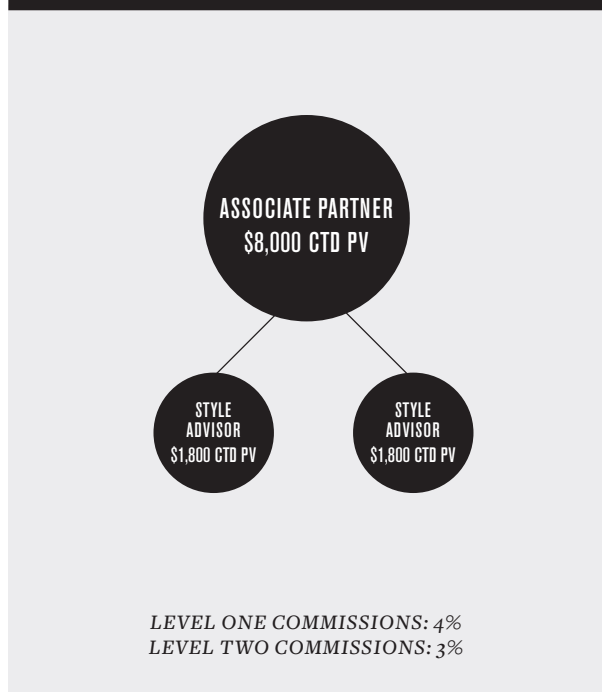 ASSOCIATE PARTNER
$8,000 CTD PV
STYLE
ADVISOR
$1,800 CTD PV
STYLE
ADVISOR
$1,800 CTD PV
LEVEL ONE COMMISSIONS: 4%
LEVEL TWO COMMISSIONS: 3%